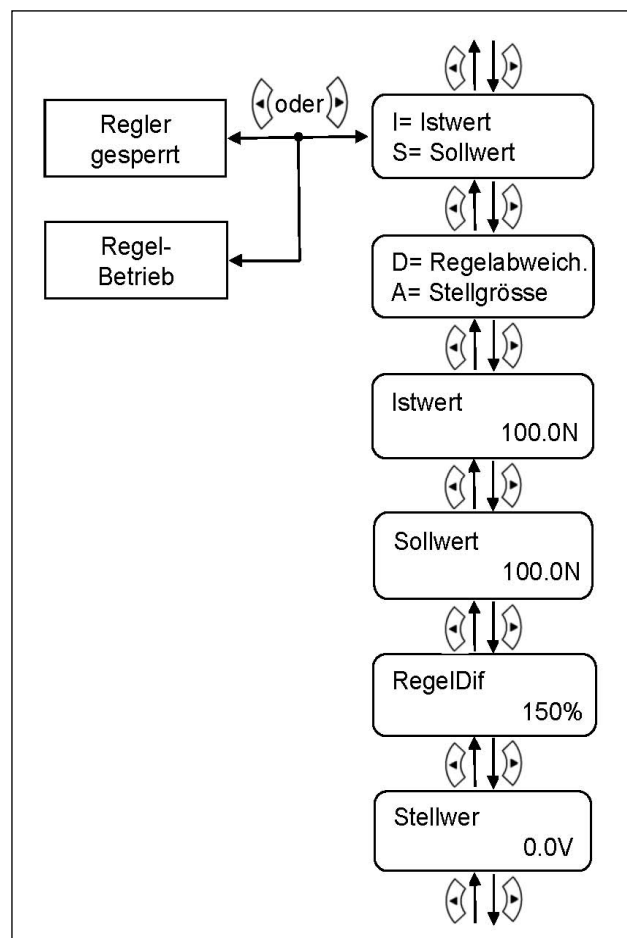 oder
Regler
gesperrt
I= Istwert
S= Sollwert
Regel-
Betrieb
D= Regelabweich.
A= Stellgrösse
Istwert
100.0N
Sollwert
100.0N
RegelDif
150%
Stellwer
0.0V